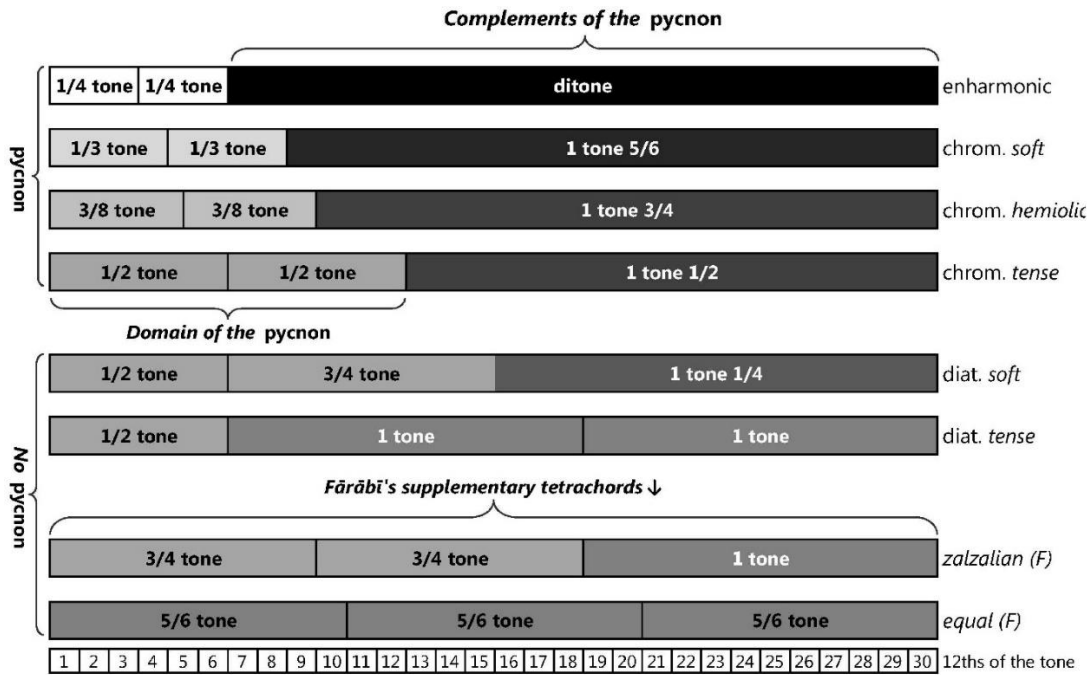 Complements of the pycnon
1/4 tone 1/4 tone ditone enharmonic
1/3 tone 1/3 tone 1 tone 5/6 chrom. soft
pycnon
3/8 tone 3/8 tone 1 tone 3/4 chrom. hemiolic
1/2 tone 1/2 tone 1 tone 1/2 chrom. tense
Domain of the pycnon
1/2 tone 3/4 tone 1 tone 1/4 diat. soft
1/2 tone 1 tone 1 tone diat. tense
No pycnon
Fārābī's supplementary tetrachords ↓
3/4 tone 3/4 tone 1 tone zalzalian (F)
5/6 tone 5/6 tone 5/6 tone equal (F)
1 2 3 4 5 6 7 8 9 10 11 12 13 14 15 16 17 18 19 20 21 22 23 24 25 26 27 28 29 30 12ths of the tone